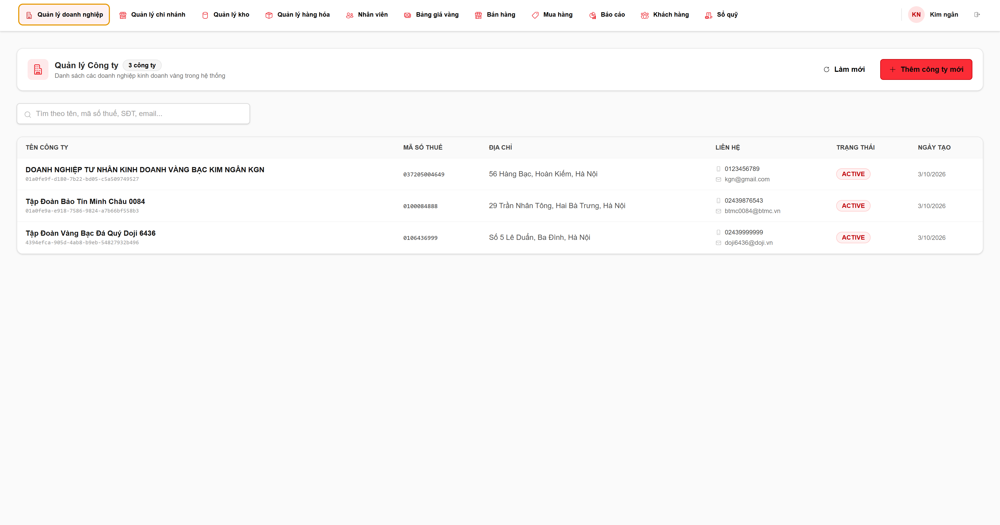 Quản lý doanh nghiệp Quản lý chi nhánh Quản lý kho Quản lý hàng hóa Nhân viên Bảng giá vàng Bán hàng Mua hàng Báo cáo Khách hàng Sổ quỹ KN Kim ngân
Quản lý Công ty 3 công ty
Danh sách các doanh nghiệp kinh doanh vàng trong hệ thống
Làm mới Thêm công ty mới
Tìm theo tên, mã số thuế, SĐT, email...
TÊN CÔNG TY MÃ SỐ THUẾ ĐỊA CHỈ LIÊN HỆ TRẠNG THÁI NGÀY TẠO
DOANH NGHIỆP TƯ NHÂN KINH DOANH VÀNG BẠC KIM NGÂN KGN
01a0fe9f-d180-7b22-bd05-c5a509749527
037205004649
56 Hàng Bạc, Hoàn Kiếm, Hà Nội
0123456789
kgn@gmail.com
ACTIVE
3/10/2026
Tập Đoàn Bảo Tín Minh Châu 0084
01a0fe9a-e918-7586-9824-a7b66bf558b3
0100084888
29 Trần Nhân Tông, Hai Bà Trưng, Hà Nội
02439876543
btmc0084@btmc.vn
ACTIVE
3/10/2026
Tập Đoàn Vàng Bạc Đá Quý Doji 6436
4394efca-905d-4ab8-b9eb-54827932b496
0106436999
Số 5 Lê Duẩn, Ba Đình, Hà Nội
02439999999
doji6436@doji.vn
ACTIVE
3/10/2026